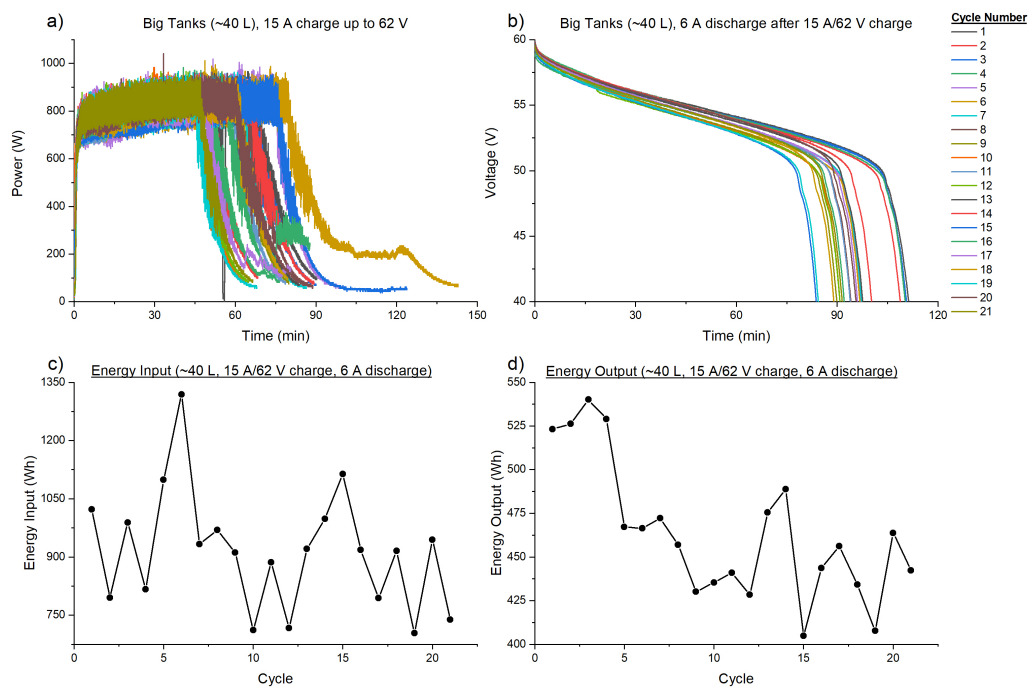 a)
Big Tanks (~40 L), 15 A charge up to 62 V
1000
800
600
400
200
0
Power (W)
0 30 60 90 120 150
Time (min)
b)
Big Tanks (~40 L), 6 A discharge after 15 A/62 V charge
60
55
50
45
40
Voltage (V)
0 30 60 90 120
Time (min)
Cycle Number
1
2
3
4
5
6
7
8
9
10
11
12
13
14
15
16
17
18
19
20
21
c)
Energy Input (~40 L, 15 A/62 V charge, 6 A discharge)
1350
1200
1050
900
750
Energy Input (Wh)
0 5 10 15 20
Cycle
d)
Energy Output (~40 L, 15 A/62 V charge, 6 A discharge)
550
525
500
475
450
425
400
Energy Output (Wh)
0 5 10 15 20
Cycle